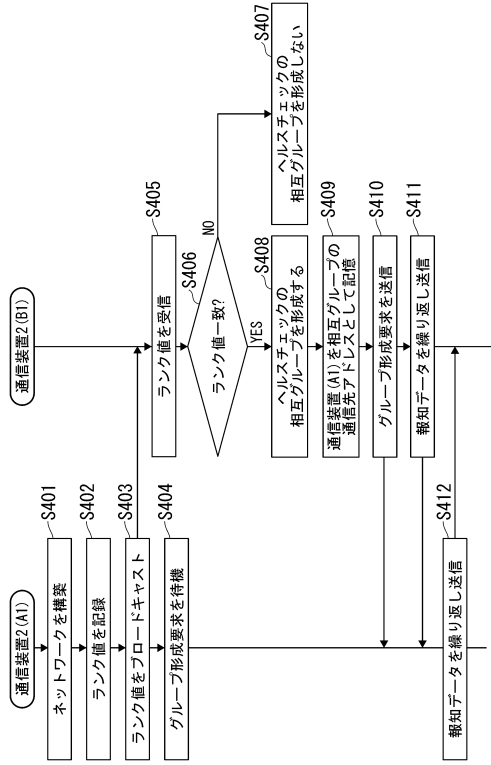 通信装置2(A1)
ネットワークを構築
S401
ランク値を記録
S402
ランク値をブロードキャスト
S403
グループ形成要求を待機
S404
通信装置2(B1)
ランク値を受信
S405
ランク値一致?
S406
NO
YES
ヘルスチェックの
相互グループを形成しない
S407
ヘルスチェックの
相互グループを形成する
S408
通信装置(A1)を相互グループの
通信先アドレスとして記憶
S409
グループ形成要求を送信
S410
報知データを繰り返し送信
S411
報知データを繰り返し送信
S412